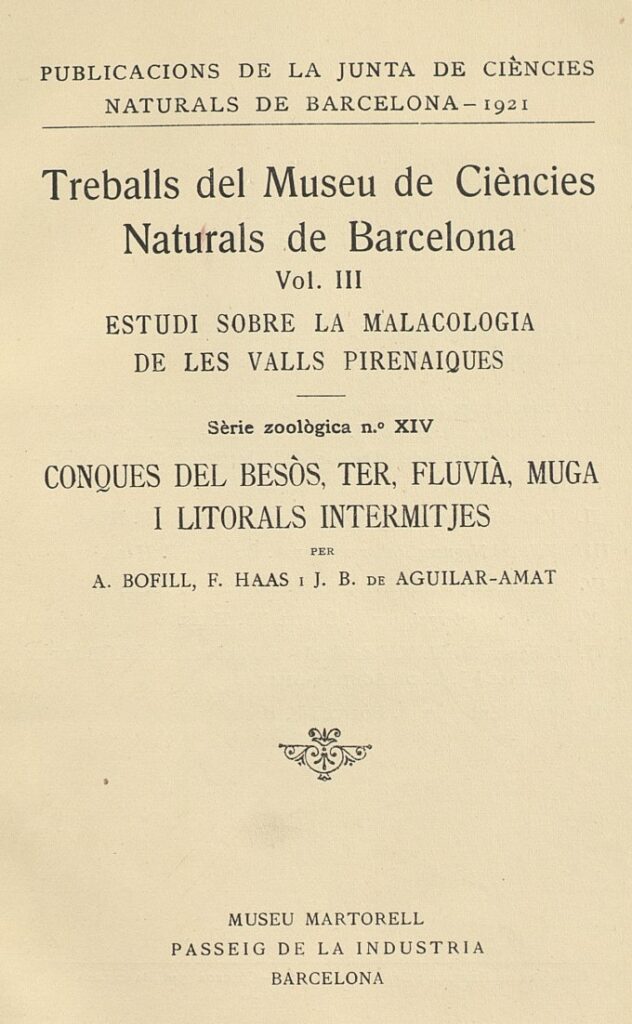 PUBLICACIONS DE LA JUNTA DE CIÈNCIES
NATURALS DE BARCELONA – 1921
Treballs del Museu de Ciències
Naturals de Barcelona
Vol. III
ESTUDI SOBRE LA MALACOLOGIA
DE LES VALLS PIRENAIQUES
Sèrie zoològica n.º XIV
CONQUES DEL BESÒS, TER, FLUVIÀ, MUGA
I LITORALS INTERMITJES
PER
A. BOFILL, F. HAAS I J. B. DE AGUILAR-AMAT
MUSEU MARTORELL
PASSEIG DE LA INDUSTRIA
BARCELONA